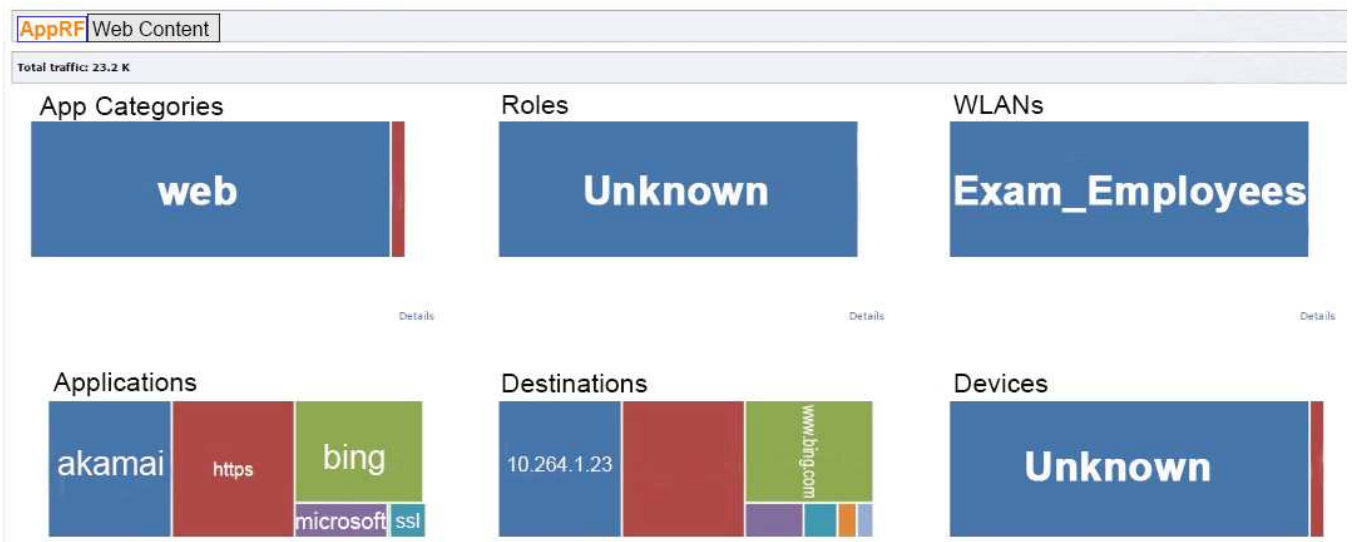 AppRF Web Content
Total traffic: 23.2 K
App Categories
Roles
WLANs
web
Unknown
Exam_Employees
Details
Details
Details
Applications
Destinations
Devices
akamai
https
bing
microsoft
ssl
10.264.1.23
www.bing.com
Unknown